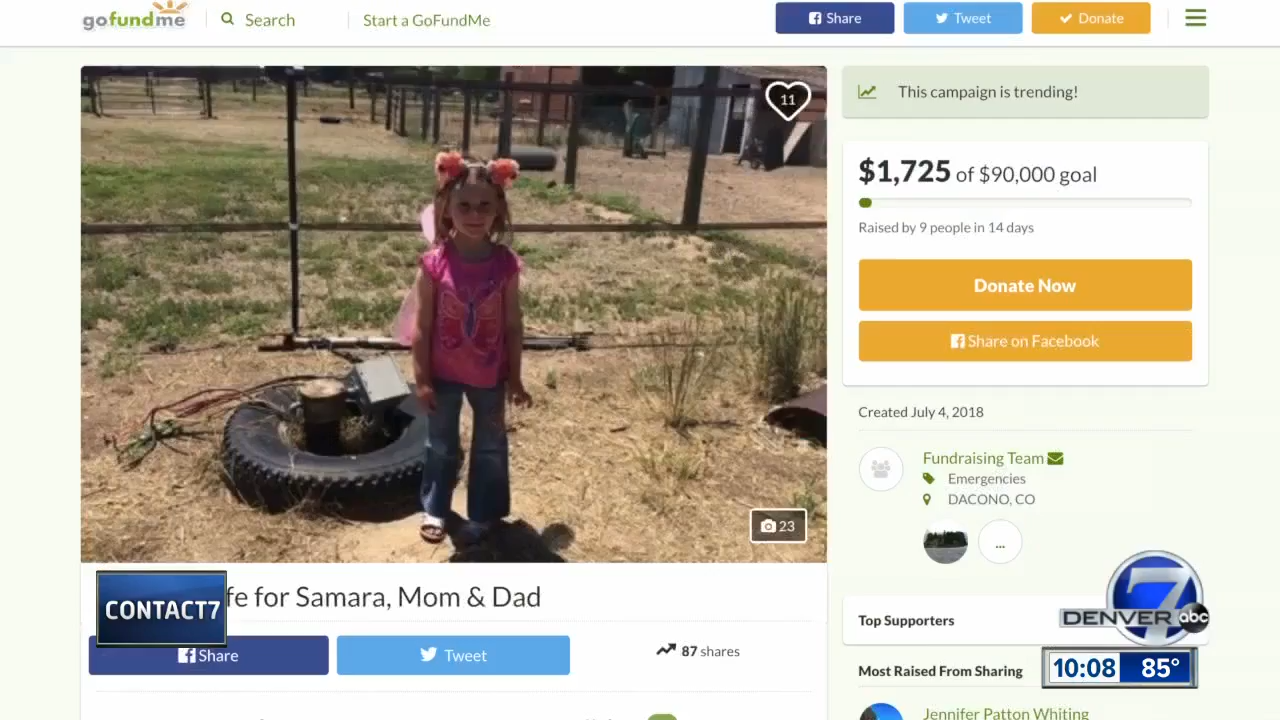 gofundme
Search
Start a GoFundMe
Share
Tweet
Donate
11
This campaign is trending!
$1,725 of $90,000 goal
Raised by 9 people in 14 days
Donate Now
Share on Facebook
Created July 4, 2018
Fundraising Team
Emergencies
DACONO, CO
...
23
CONTACT7
fe for Samara, Mom & Dad
Share
Tweet
87 shares
Top Supporters
7
DENVER abc
Most Raised From Sharing
10:08 85°
Jennifer Patton Whiting